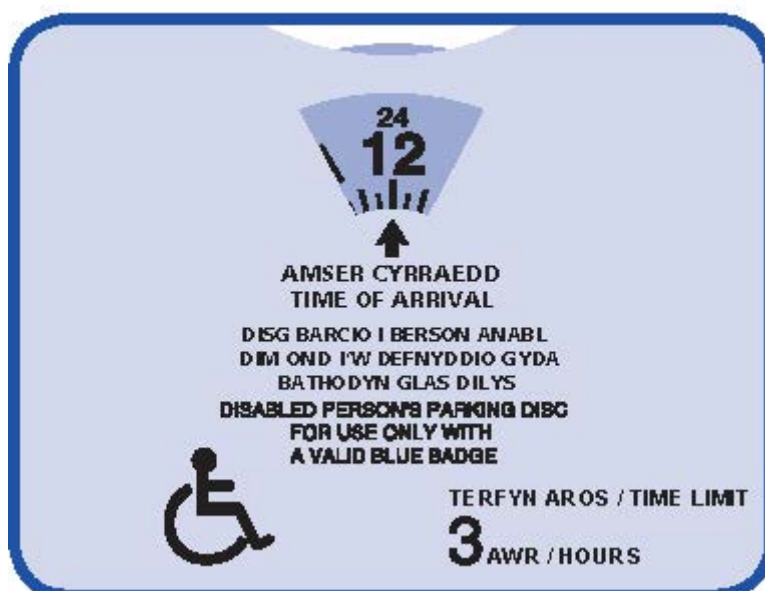 24
12
AMSER CYRRAEDD
TIME OF ARRIVAL
DISG BARCIO I BERSON ANABL
DIM OND I'W DEFNYDDIO GYDA
BATHODYN GLAS DILYS
DISABLED PERSON'S PARKING DISC
FOR USE ONLY WITH
A VALID BLUE BADGE
TERFYN AROS / TIME LIMIT
3 AWR / HOURS